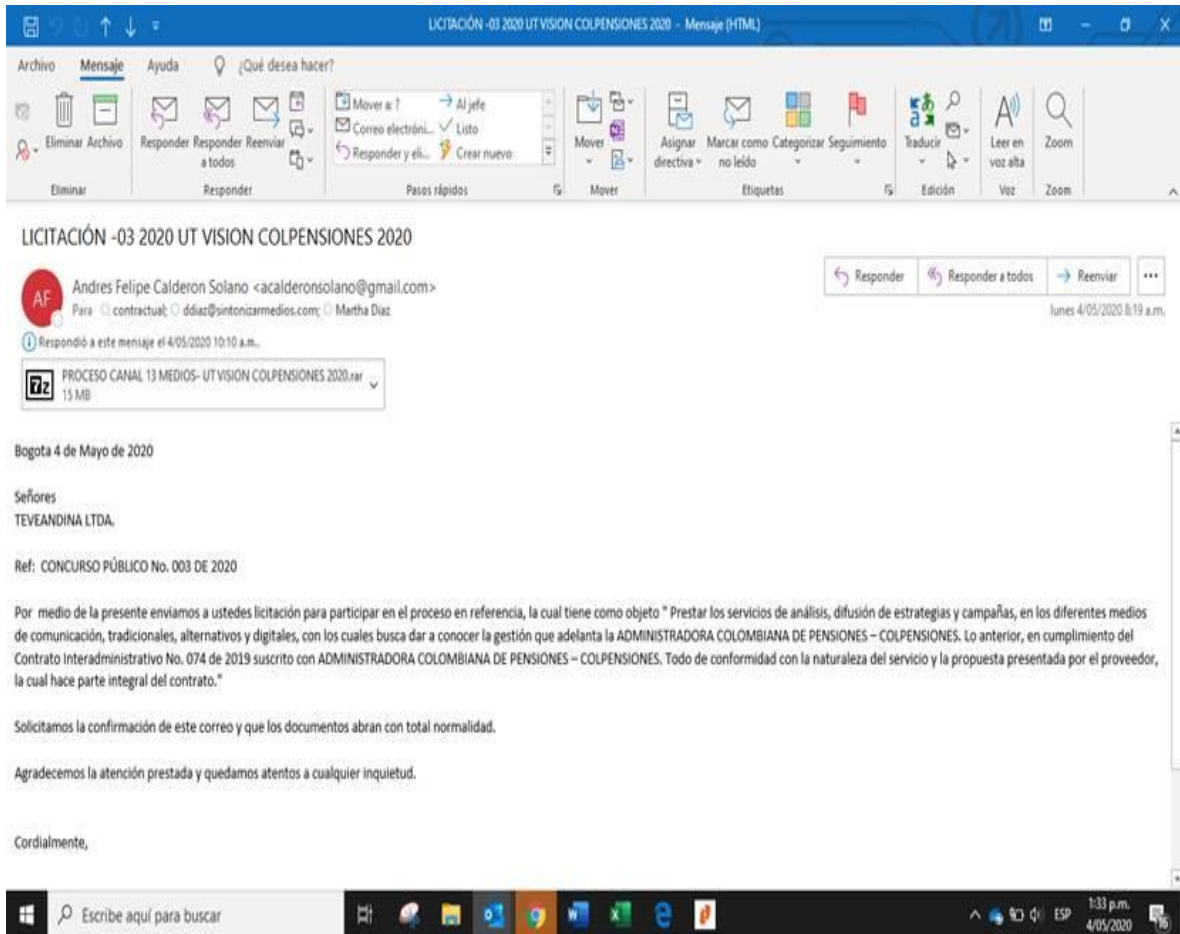 LICITACIÓN -03 2020 UT VISION COLPENSIONES 2020 - Mensaje (HTML)
Archivo Mensaje Ayuda ¿Qué desea hacer?
Eliminar Archivo Responder Responder a todos Reenviar
Mover a: ? Al jefe
Correo electróni... Listo
Responder y eli... Crear nuevo
Mover Asignar directiva Marcar como no leído Categorizar Seguimiento Traducir Leer en voz alta Zoom
Eliminar Responder Pasos rápidos Mover Etiquetas Edición Voz Zoom
LICITACIÓN -03 2020 UT VISION COLPENSIONES 2020
AF
Andres Felipe Calderon Solano <acalderonsolano@gmail.com>
Para contractual; ddiaz@sintonizarmedios.com; Martha Diaz
Responder Responder a todos Reenviar ...
lunes 4/05/2020 8:19 a.m.
Respondió a este mensaje el 4/05/2020 10:10 a.m..
7z
PROCESO CANAL 13 MEDIOS- UT VISION COLPENSIONES 2020.rar
15 MB
Bogota 4 de Mayo de 2020
Señores
TEVEANDINA LTDA.
Ref: CONCURSO PÚBLICO No. 003 DE 2020
Por medio de la presente enviamos a ustedes licitación para participar en el proceso en referencia, la cual tiene como objeto " Prestar los servicios de análisis, difusión de estrategias y campañas, en los diferentes medios
de comunicación, tradicionales, alternativos y digitales, con los cuales busca dar a conocer la gestión que adelanta la ADMINISTRADORA COLOMBIANA DE PENSIONES – COLPENSIONES. Lo anterior, en cumplimiento del
Contrato Interadministrativo No. 074 de 2019 suscrito con ADMINISTRADORA COLOMBIANA DE PENSIONES – COLPENSIONES. Todo de conformidad con la naturaleza del servicio y la propuesta presentada por el proveedor,
la cual hace parte integral del contrato."
Solicitamos la confirmación de este correo y que los documentos abran con total normalidad.
Agradecemos la atención prestada y quedamos atentos a cualquier inquietud.
Cordialmente,
Escribe aquí para buscar
ESP
1:33 p.m.
4/05/2020
16